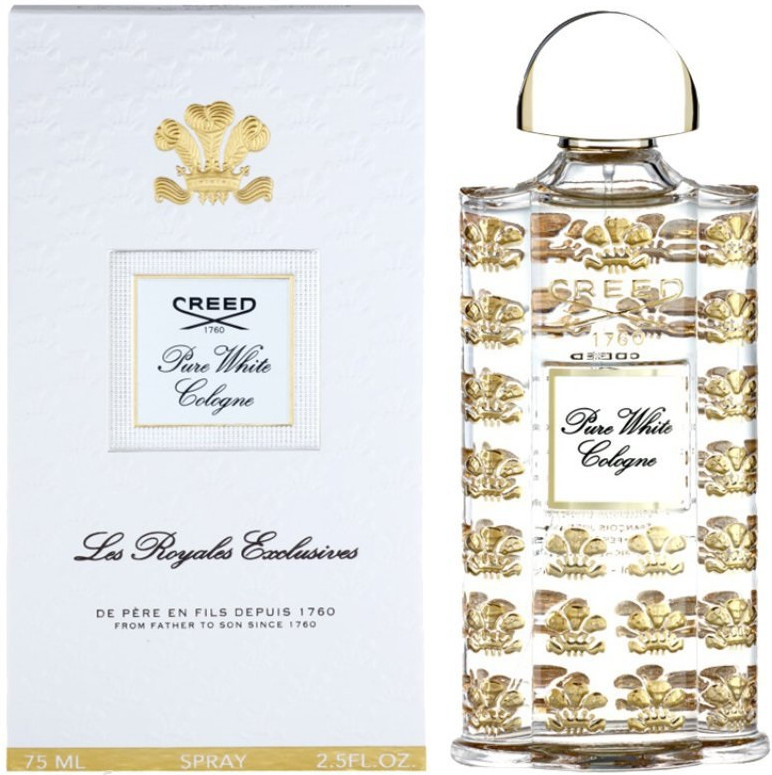 CREED
1760
Pure White
Cologne
Les Royales Exclusives
DE PÈRE EN FILS DEPUIS 1760
FROM FATHER TO SON SINCE 1760
75 ML SPRAY 2.5FL.OZ.
CREED
1760
Pure White
Cologne